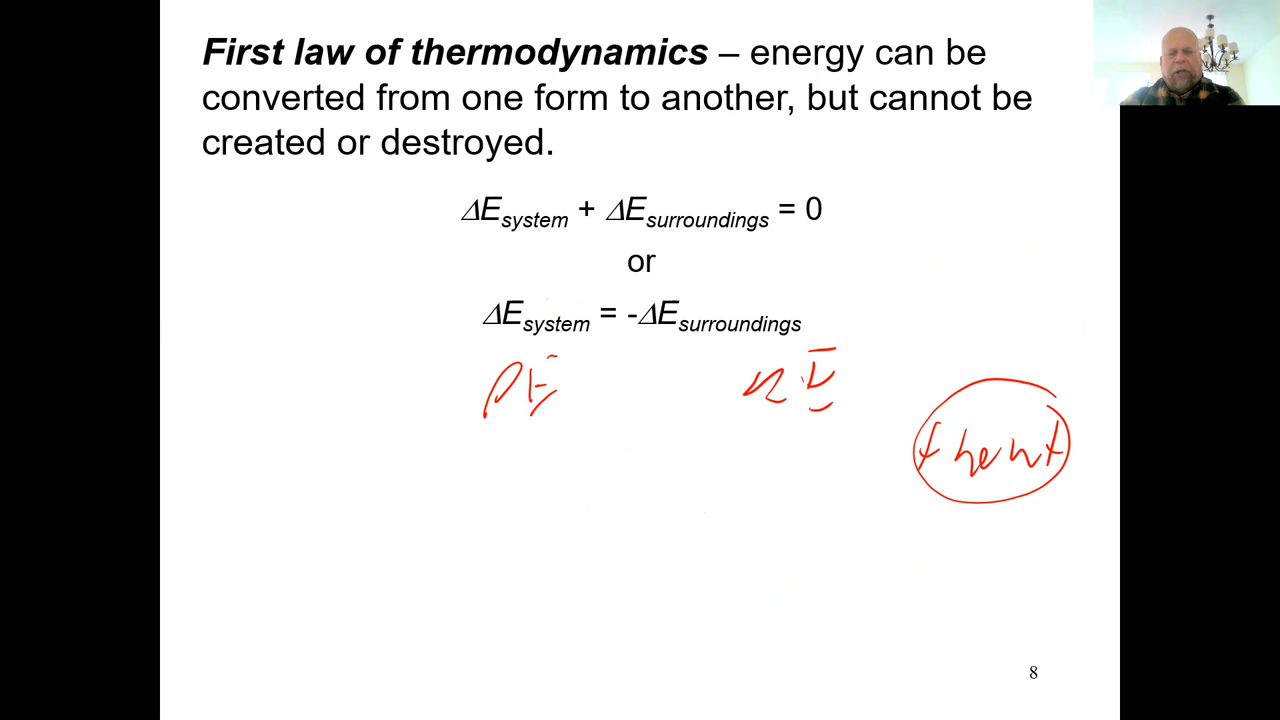 First law of thermodynamics – energy can be
converted from one form to another, but cannot be
created or destroyed.
ΔEsystem + ΔEsurroundings = 0
or
ΔEsystem = -ΔEsurroundings
PE
8